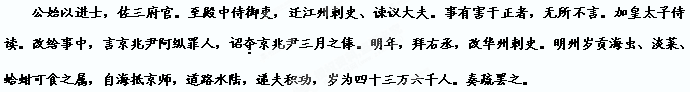 公始以进士，佐三府官。至殿中侍御吏，迁江州刺史、谏议大夫。事有害于正者，无所不言。加皇太子侍
读。改给事中，言京北尹阿纵罪人，诏夺京北尹三月之俸。明年，拜右丞，改华州刺史。明州岁贡海虫、淡菜、
蛤蚶可食之属，自海抵京师，道路水陆，递夫积功，岁为四十三万六千人。奏疏罢之。